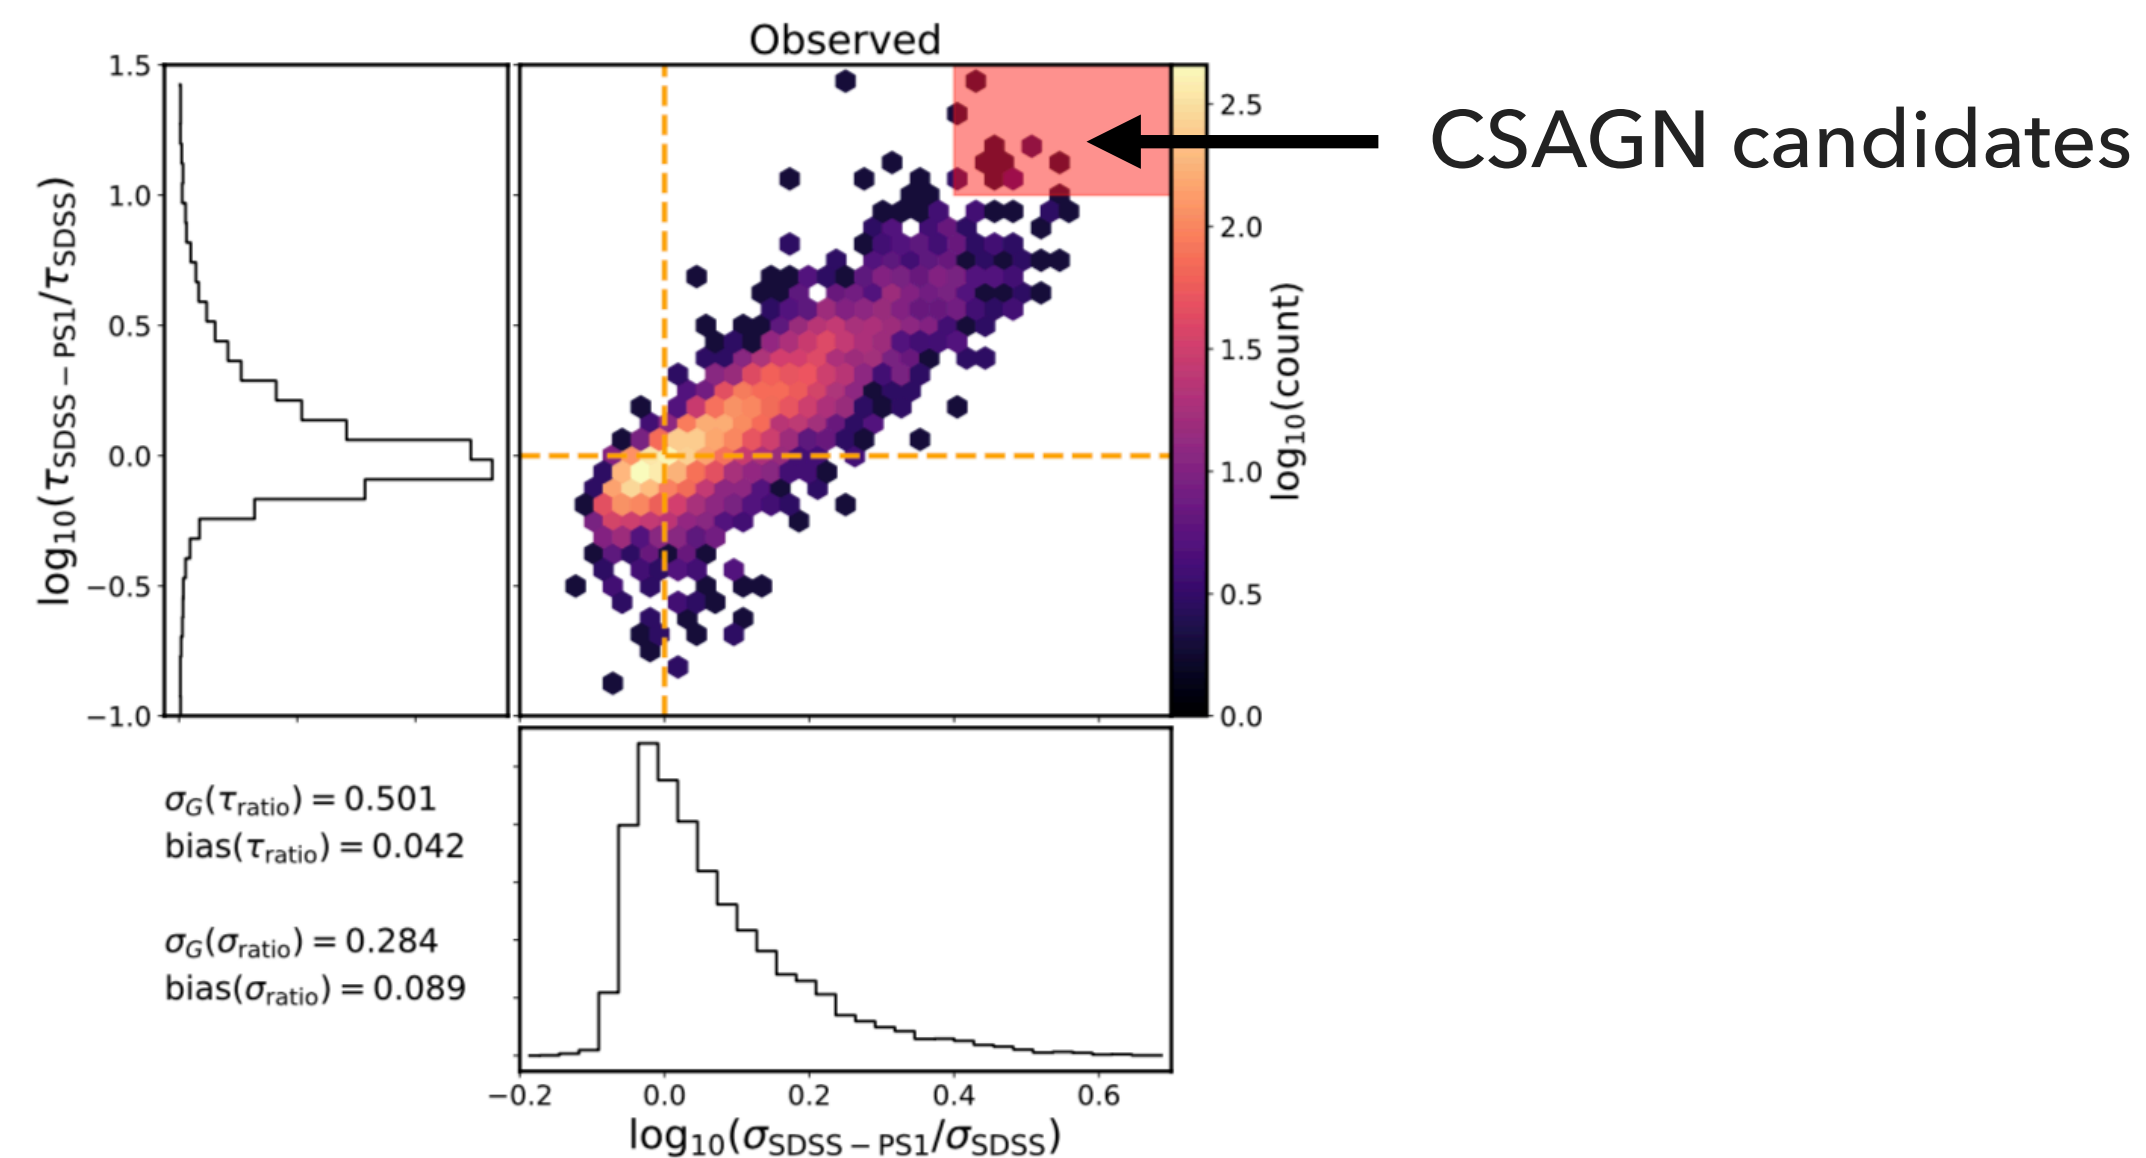 Observed
CSAGN candidates
1.5
1.0
0.5
0.0
−0.5
−1.0
log10(τSDSS − PS1/τSDSS)
2.5
2.0
1.5
1.0
0.5
0.0
log10(count)
σG(τratio) = 0.501
bias(τratio) = 0.042
σG(σratio) = 0.284
bias(σratio) = 0.089
−0.2 0.0 0.2 0.4 0.6
log10(σSDSS − PS1/σSDSS)